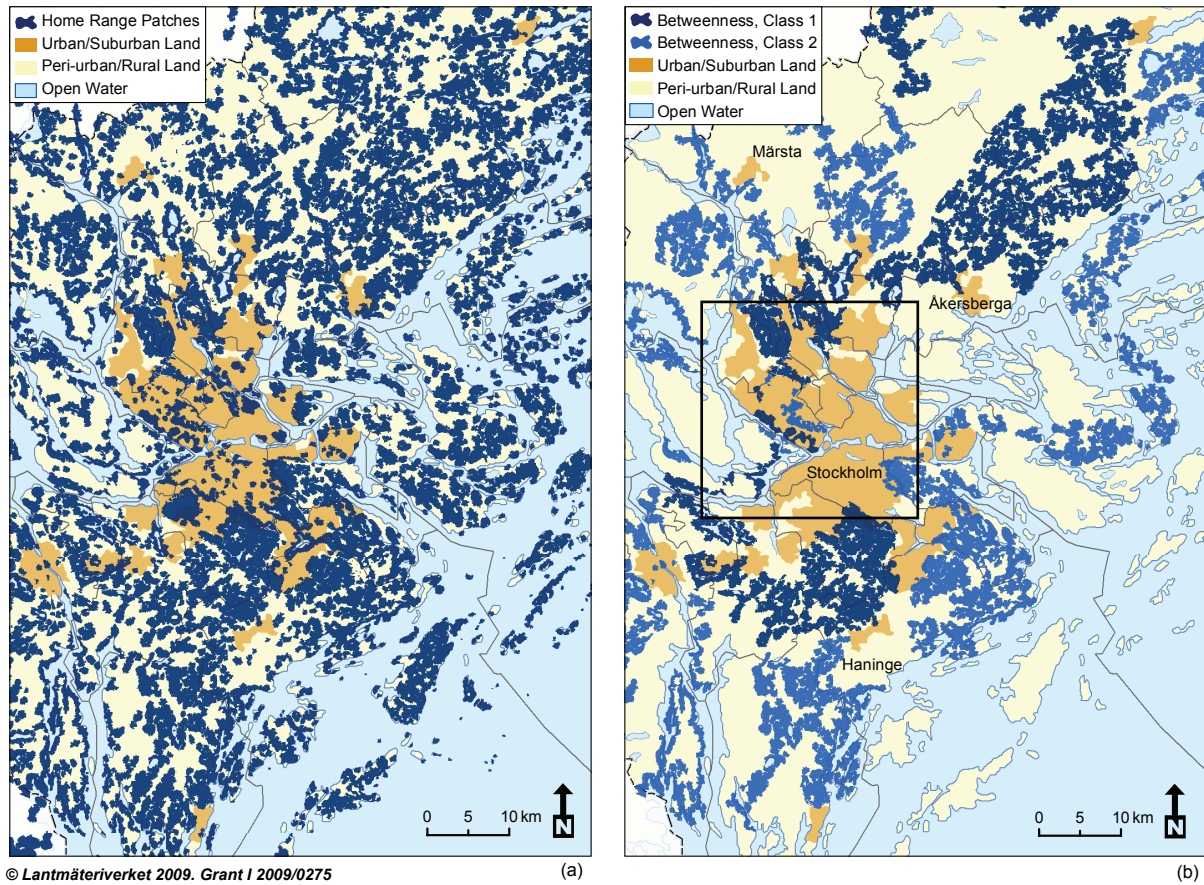 Home Range Patches
Urban/Suburban Land
Peri-urban/Rural Land
Open Water
0 5 10 km
N
© Lantmäteriverket 2009. Grant I 2009/0275
(a)
Betweenness, Class 1
Betweenness, Class 2
Urban/Suburban Land
Peri-urban/Rural Land
Open Water
Märsta
Åkersberga
Stockholm
Haninge
0 5 10 km
N
(b)